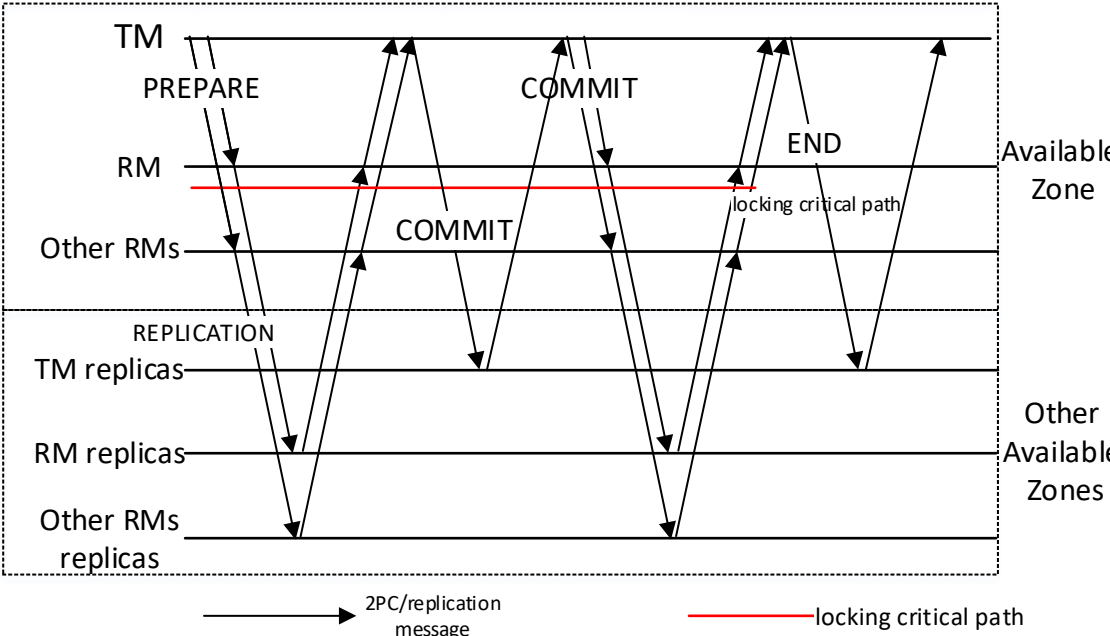 TM
PREPARE
COMMIT
END
RM
Available
Zone
locking critical path
COMMIT
Other RMs
REPLICATION
TM replicas
Other
Available
Zones
RM replicas
Other RMs
replicas
2PC/replication
message
locking critical path